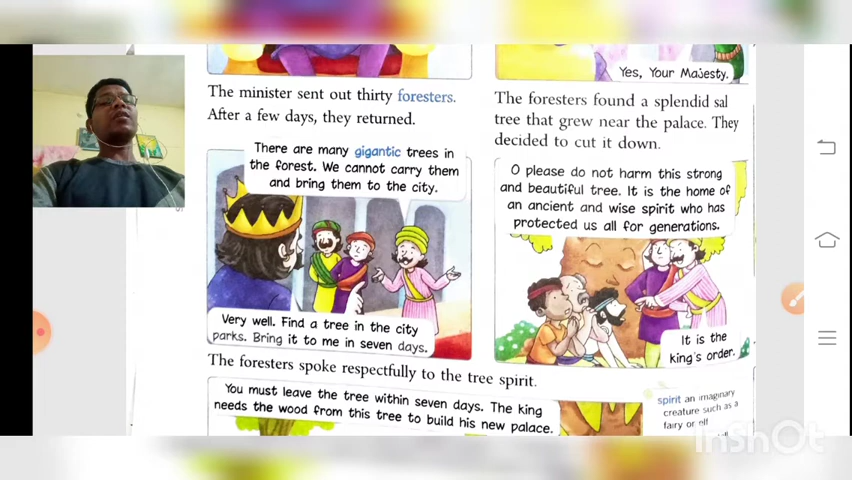 Yes, Your Majesty.
The minister sent out thirty foresters.
After a few days, they returned.
The foresters found a splendid sal
tree that grew near the palace. They
decided to cut it down.
There are many gigantic trees in
the forest. We cannot carry them
and bring them to the city.
O please do not harm this strong
and beautiful tree. It is the home of
an ancient and wise spirit who has
protected us all for generations.
Very well. Find a tree in the city
parks. Bring it to me in seven days.
It is the
king's order.
The foresters spoke respectfully to the tree spirit.
You must leave the tree within seven days. The king
needs the wood from this tree to build his new palace.
spirit an imaginary
creature such as a
fairy or elf
InShOt